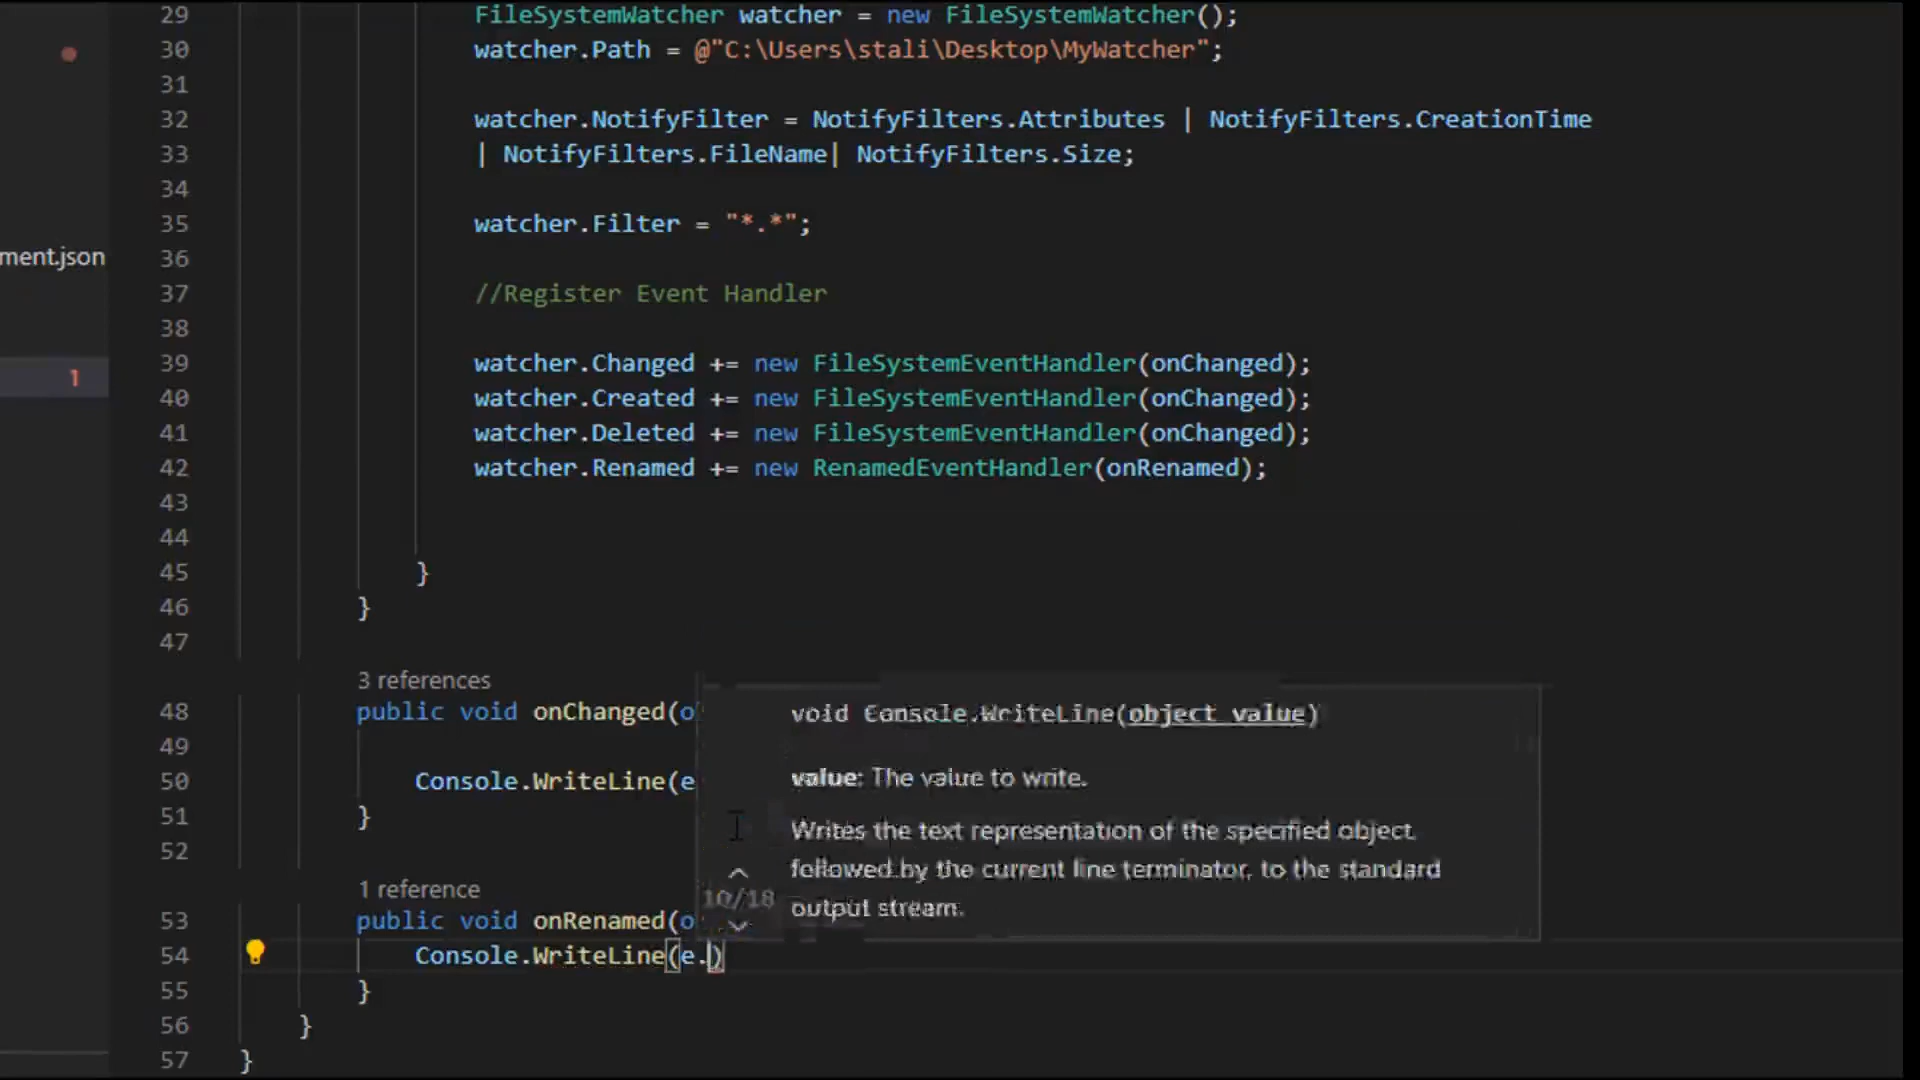 29 FileSystemWatcher watcher = new FileSystemWatcher();
30 watcher.Path = @"C:\Users\stali\Desktop\MyWatcher";
31
32 watcher.NotifyFilter = NotifyFilters.Attributes | NotifyFilters.CreationTime
ment.json 33 | NotifyFilters.FileName| NotifyFilters.Size;
34
35 watcher.Filter = "*.*";
36
37 //Register Event Handler
38
1 39 watcher.Changed += new FileSystemEventHandler(onChanged);
40 watcher.Created += new FileSystemEventHandler(onChanged);
41 watcher.Deleted += new FileSystemEventHandler(onChanged);
42 watcher.Renamed += new RenamedEventHandler(onRenamed);
43
44
45 }
46 }
47
3 references
48 public void onChanged(o
49
50 Console.WriteLine(e
51 }
52
1 reference
53 public void onRenamed(o
54 Console.WriteLine(e.)
55 }
56 }
57 }
void Console.WriteLine(object value)
value: The value to write.
Writes the text representation of the specified object,
followed by the current line terminator, to the standard
output stream.
10/18